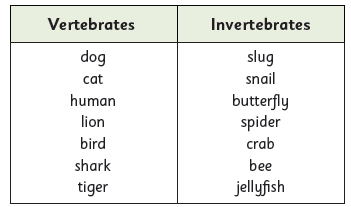 Vertebrates Invertebrates
dog slug
cat snail
human butterfly
lion spider
bird crab
shark bee
tiger jellyfish